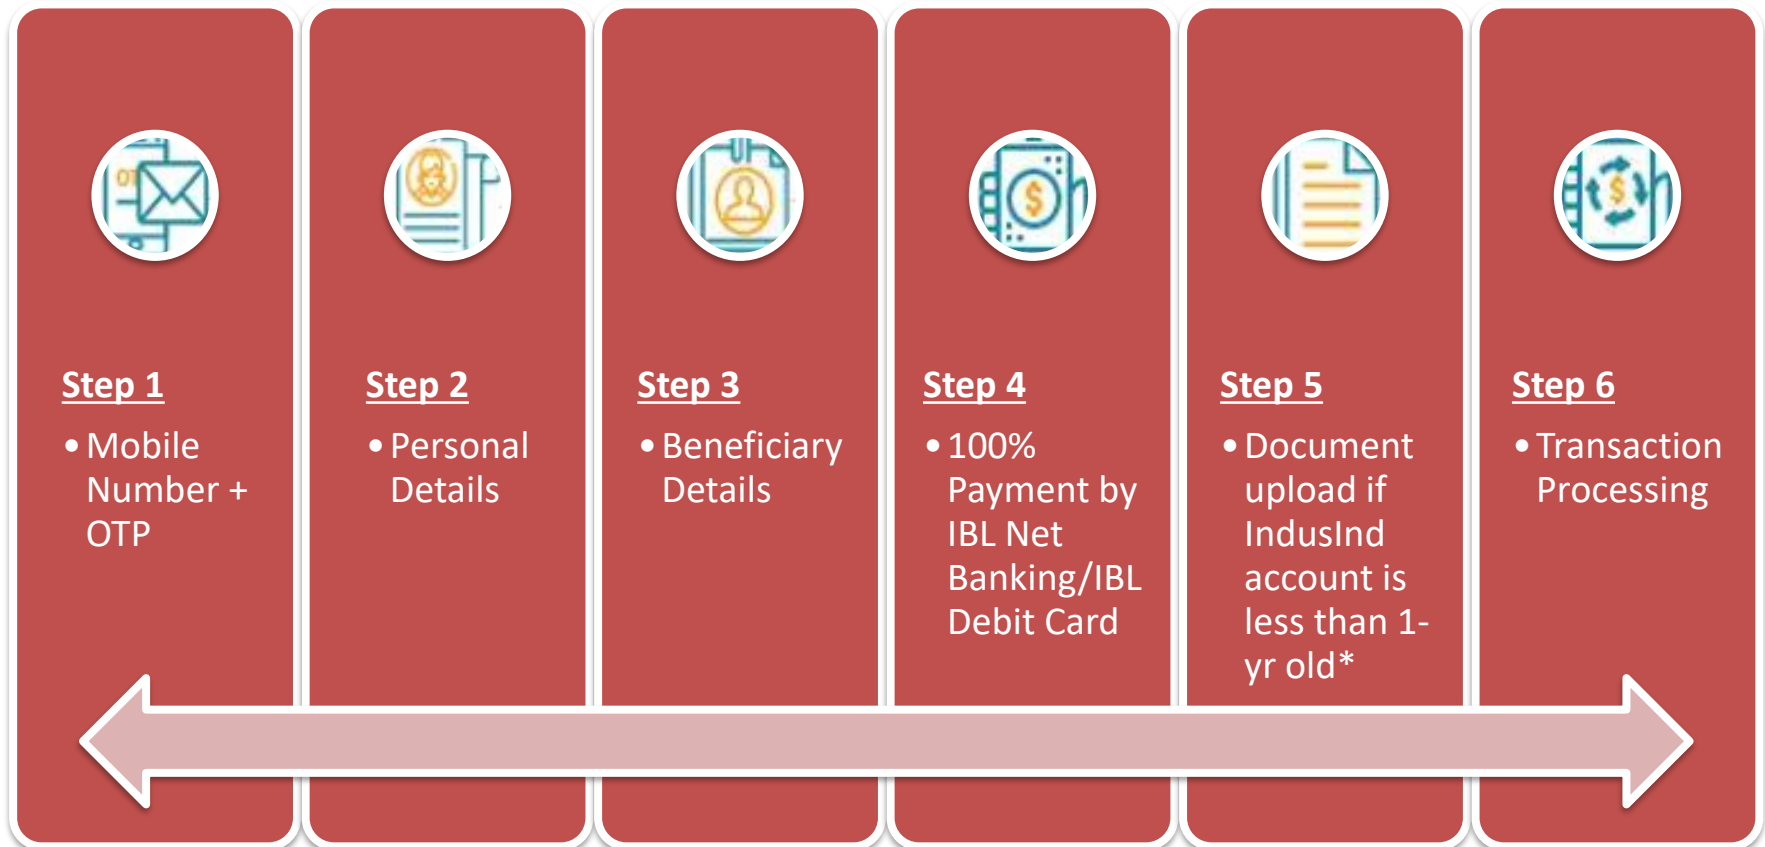 Step 1
• Mobile
Number +
OTP
Step 2
• Personal
Details
Step 3
• Beneficiary
Details
Step 4
• 100%
Payment by
IBL Net
Banking/IBL
Debit Card
Step 5
• Document
upload if
IndusInd
account is
less than 1-
yr old*
Step 6
• Transaction
Processing